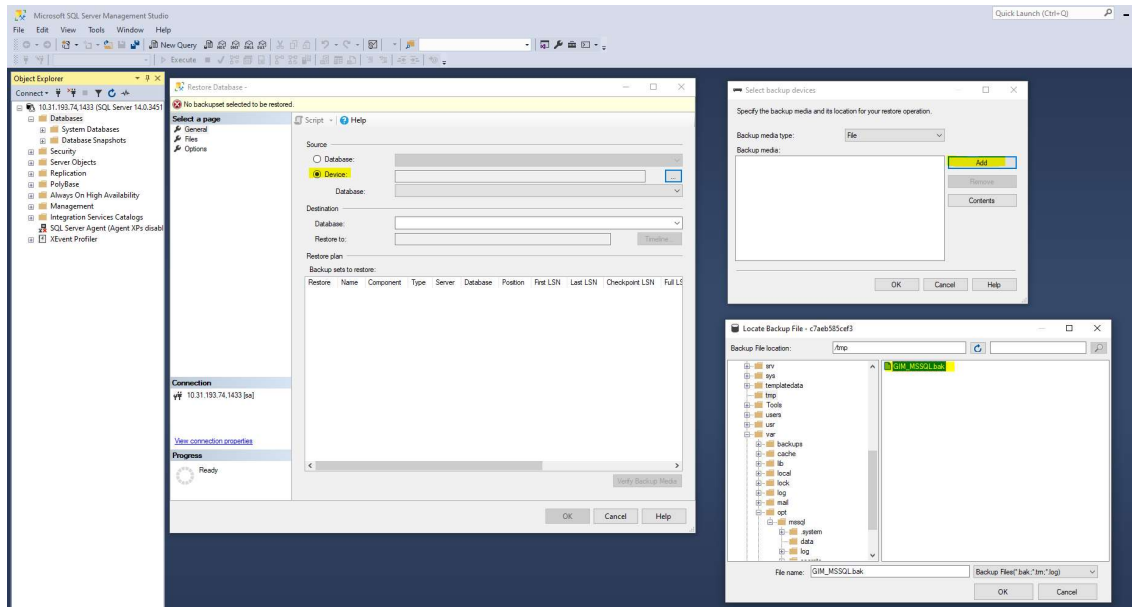 Microsoft SQL Server Management Studio
Quick Launch (Ctrl+Q)
File Edit View Tools Window Help
New Query
Execute
Object Explorer
Connect
10.31.193.74,1433 (SQL Server 14.0.3451
Databases
System Databases
Database Snapshots
Security
Server Objects
Replication
PolyBase
Always On High Availability
Management
Integration Services Catalogs
SQL Server Agent (Agent XPs disabl
XEvent Profiler
Restore Database -
No backupset selected to be restored.
Select a page
General
Files
Options
Script
Help
Source
Database:
Device:
...
Database:
Destination
Database:
Restore to:
Timeline...
Restore plan
Backup sets to restore:
Restore Name Component Type Server Database Position First LSN Last LSN Checkpoint LSN Full LS
Connection
10.31.193.74,1433 [sa]
View connection properties
Progress
Ready
Verify Backup Media
OK Cancel Help
Select backup devices
Specify the backup media and its location for your restore operation.
Backup media type: File
Backup media:
Add
Remove
Contents
OK Cancel Help
Locate Backup File - c7aeb585cef3
Backup File location: /tmp
srv
sys
templatedata
tmp
Tools
users
usr
var
backups
cache
lib
local
lock
log
mail
opt
mssql
.system
data
log
GIM_MSSQL.bak
File name: GIM_MSSQL.bak
Backup Files(*.bak;*.trn;*.log)
OK Cancel